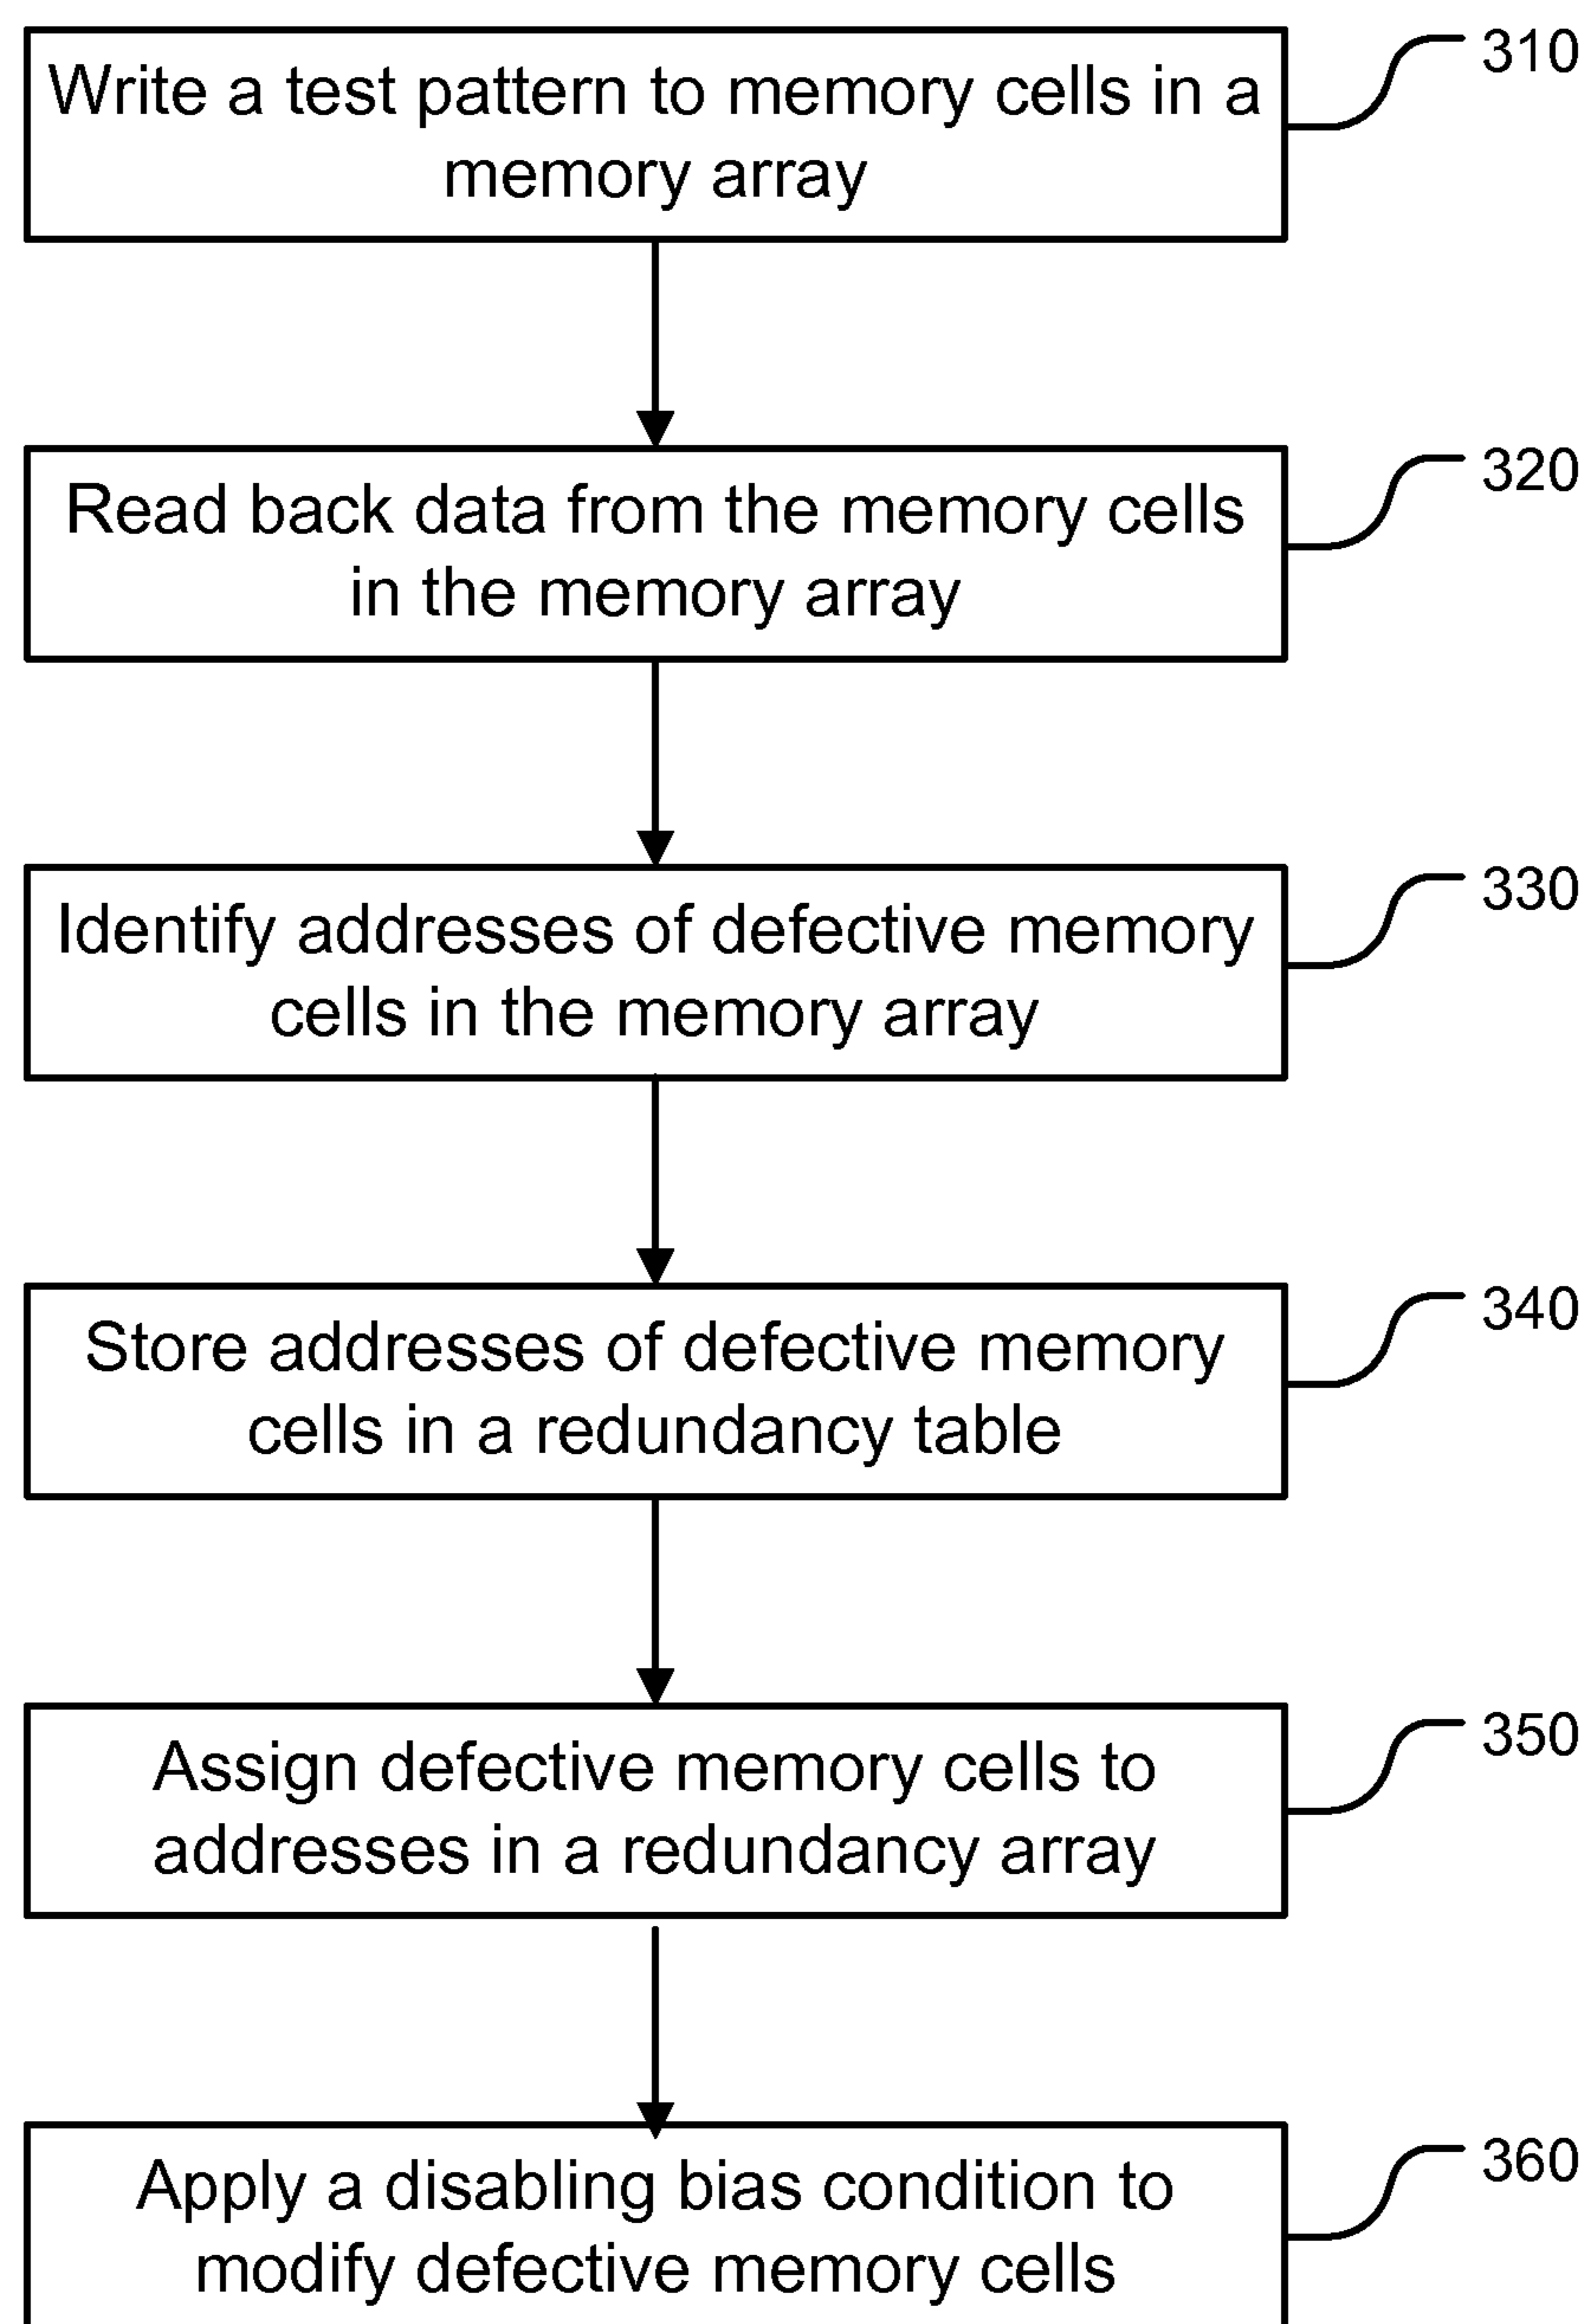 Write a test pattern to memory cells in a
memory array
310
Read back data from the memory cells
in the memory array
320
Identify addresses of defective memory
cells in the memory array
330
Store addresses of defective memory
cells in a redundancy table
340
Assign defective memory cells to
addresses in a redundancy array
350
Apply a disabling bias condition to
modify defective memory cells
360